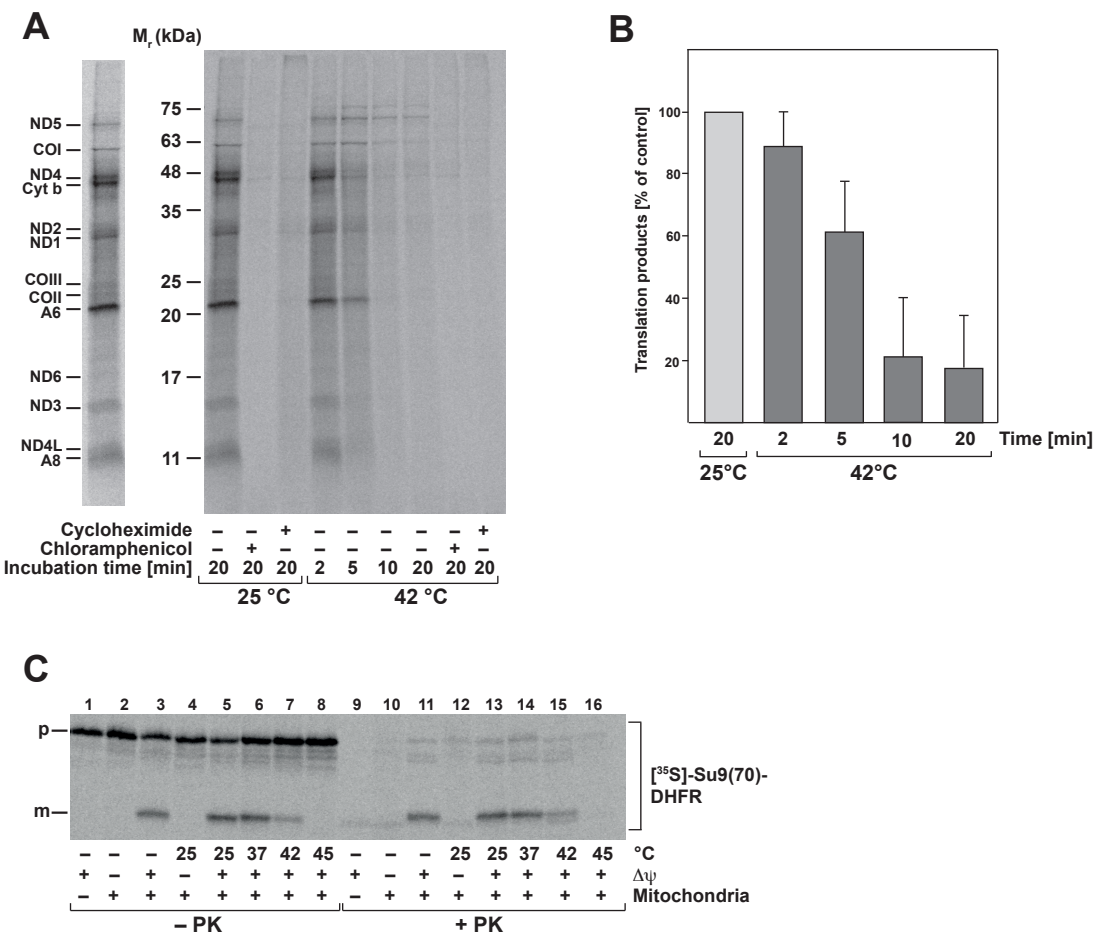 A
M_r (kDa)
ND5
COI
ND4
Cyt b
ND2
ND1
COIII
COII
A6
ND6
ND3
ND4L
A8
75
63
48
35
25
20
17
11
Cycloheximide – – + – – – – – +
Chloramphenicol – + – – – – – + –
Incubation time [min] 20 20 20 2 5 10 20 20 20
25 °C 42 °C
B
Translation products [% of control]
100
80
60
40
20
20 2 5 10 20 Time [min]
25°C 42°C
C
1 2 3 4 5 6 7 8 9 10 11 12 13 14 15 16
p
m
[³⁵S]-Su9(70)-
DHFR
– – – 25 25 37 42 45 – – – 25 25 37 42 45 °C
+ – + – + + + + + – + – + + + + Δψ
– + + + + + + + – + + + + + + + Mitochondria
– PK + PK